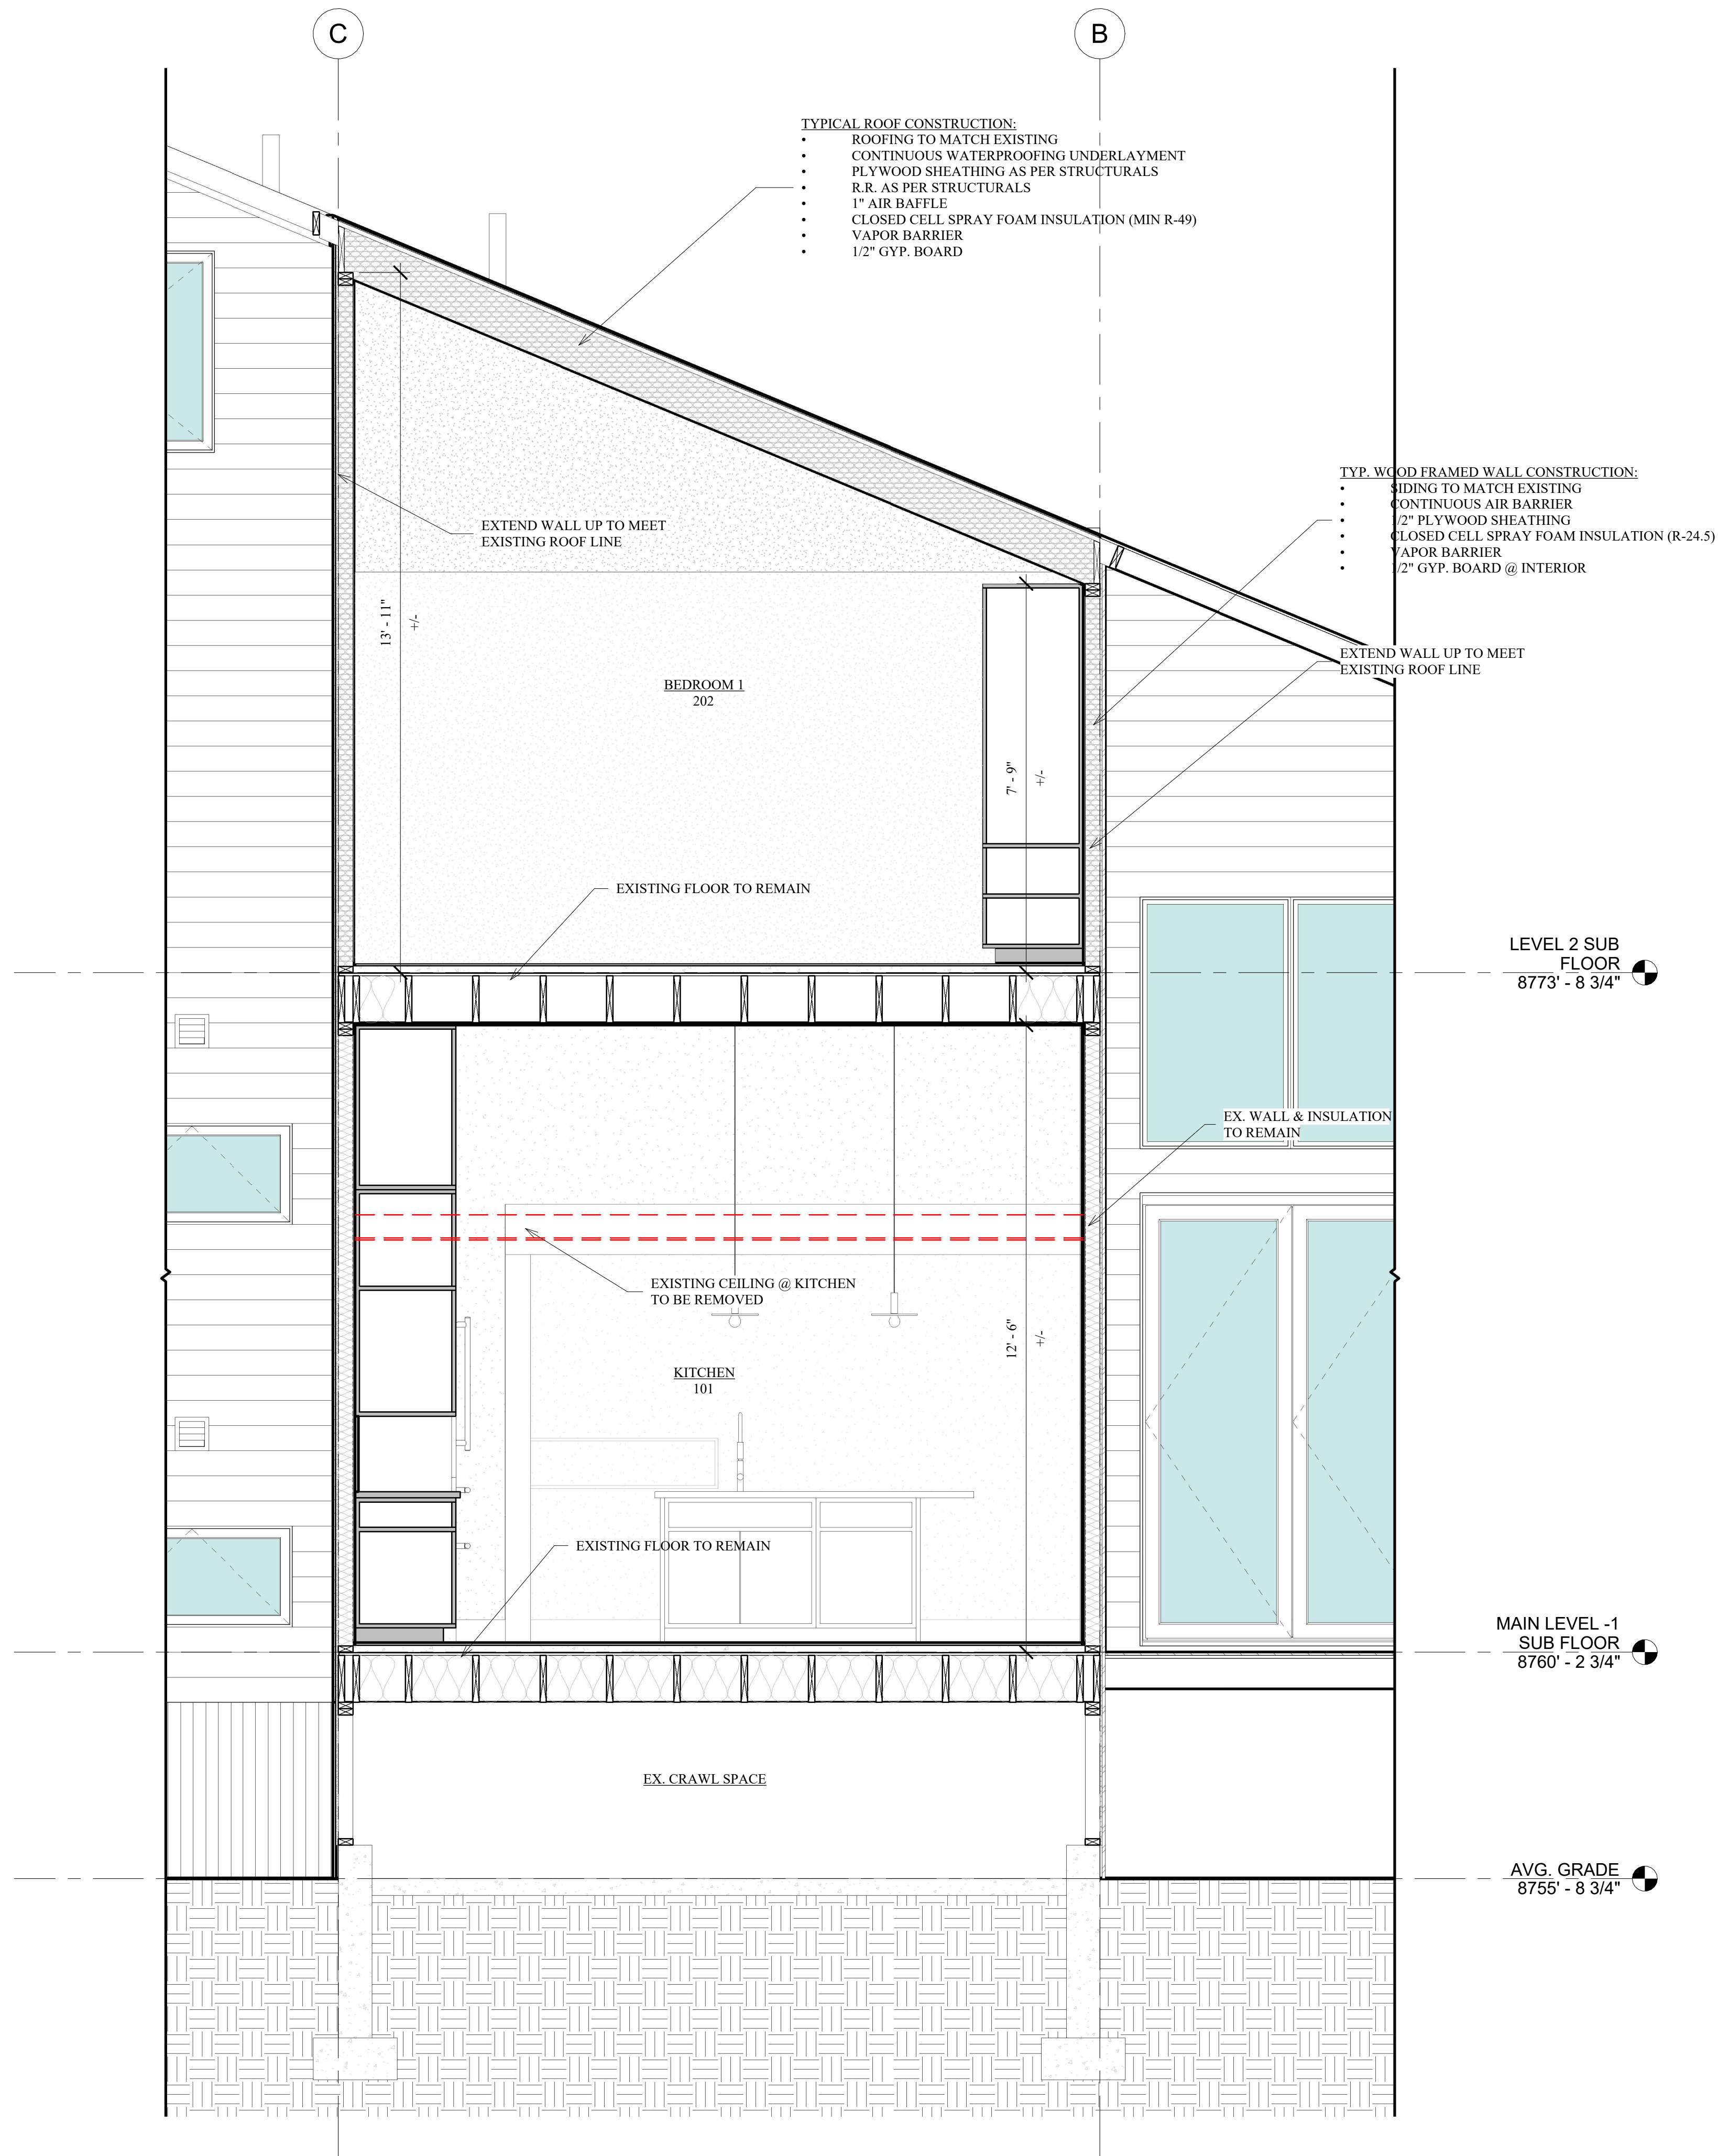 C
B
TYPICAL ROOF CONSTRUCTION:
• ROOFING TO MATCH EXISTING
• CONTINUOUS WATERPROOFING UNDERLAYMENT
• PLYWOOD SHEATHING AS PER STRUCTURALS
• R.R. AS PER STRUCTURALS
• 1" AIR BAFFLE
• CLOSED CELL SPRAY FOAM INSULATION (MIN R-49)
• VAPOR BARRIER
• 1/2" GYP. BOARD
TYP. WOOD FRAMED WALL CONSTRUCTION:
• SIDING TO MATCH EXISTING
• CONTINUOUS AIR BARRIER
• 1/2" PLYWOOD SHEATHING
• CLOSED CELL SPRAY FOAM INSULATION (R-24.5)
• VAPOR BARRIER
• 1/2" GYP. BOARD @ INTERIOR
EXTEND WALL UP TO MEET
EXISTING ROOF LINE
13' - 11"
+/-
EXTEND WALL UP TO MEET
EXISTING ROOF LINE
BEDROOM 1
202
7' - 9"
+/-
EXISTING FLOOR TO REMAIN
LEVEL 2 SUB
FLOOR
8773' - 8 3/4"
EX. WALL & INSULATION
TO REMAIN
EXISTING CEILING @ KITCHEN
TO BE REMOVED
12' - 6"
+/-
KITCHEN
101
EXISTING FLOOR TO REMAIN
MAIN LEVEL -1
SUB FLOOR
8760' - 2 3/4"
EX. CRAWL SPACE
AVG. GRADE
8755' - 8 3/4"